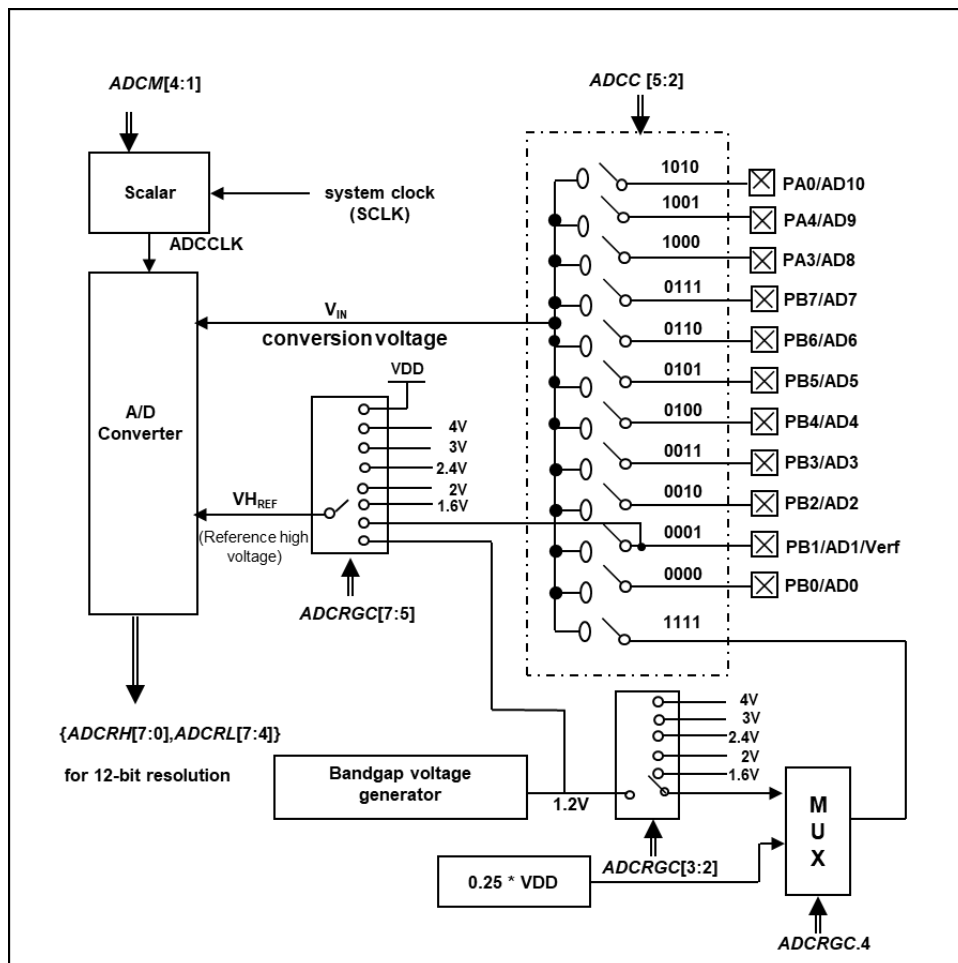 ADCM[4:1]
ADCC [5:2]
Scalar
system clock
(SCLK)
ADCCLK
1010
PA0/AD10
1001
PA4/AD9
1000
PA3/AD8
0111
PB7/AD7
0110
PB6/AD6
0101
PB5/AD5
0100
PB4/AD4
0011
PB3/AD3
0010
PB2/AD2
0001
PB1/AD1/Verf
0000
PB0/AD0
1111
VIN
conversion voltage
A/D
Converter
VDD
4V
3V
2.4V
2V
1.6V
VHREF
(Reference high
voltage)
ADCRGC[7:5]
{ADCRH[7:0],ADCRL[7:4]}
for 12-bit resolution
Bandgap voltage
generator
1.2V
4V
3V
2.4V
2V
1.6V
ADCRGC[3:2]
0.25 * VDD
M
U
X
ADCRGC.4